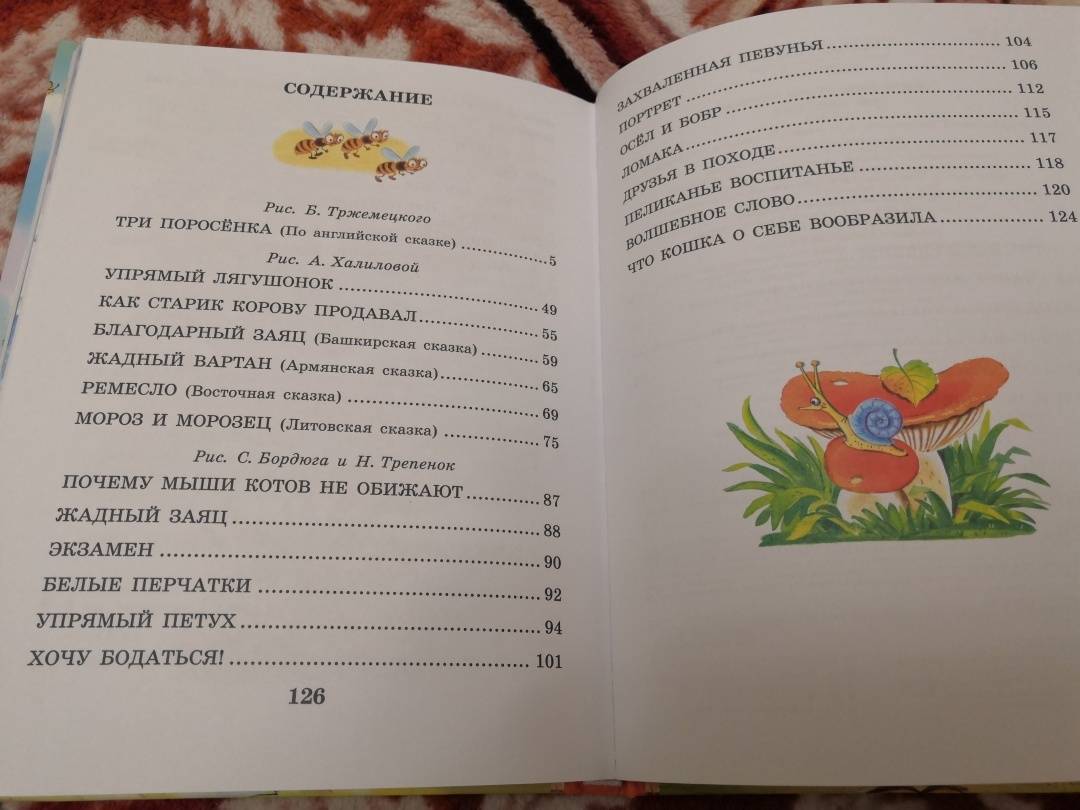 СОДЕРЖАНИЕ
Рис. Б. Тржемецкого
ТРИ ПОРОСЁНКА (По английской сказке) 5
Рис. А. Халиловой
УПРЯМЫЙ ЛЯГУШОНОК 49
КАК СТАРИК КОРОВУ ПРОДАВАЛ 55
БЛАГОДАРНЫЙ ЗАЯЦ (Башкирская сказка) 59
ЖАДНЫЙ ВАРТАН (Армянская сказка) 65
РЕМЕСЛО (Восточная сказка) 69
МОРОЗ И МОРОЗЕЦ (Литовская сказка) 75
Рис. С. Бордюга и Н. Трепенок
ПОЧЕМУ МЫШИ КОТОВ НЕ ОБИЖАЮТ 87
ЖАДНЫЙ ЗАЯЦ 88
ЭКЗАМЕН 90
БЕЛЫЕ ПЕРЧАТКИ 92
УПРЯМЫЙ ПЕТУХ 94
ХОЧУ БОДАТЬСЯ! 101
126
ЗАХВАЛЕННАЯ ПЕВУНЬЯ 104
ПОРТРЕТ 106
ОСЁЛ И БОБР 112
ЛОМАКА 115
ДРУЗЬЯ В ПОХОДЕ 117
ПЕЛИКАНЬЕ ВОСПИТАНЬЕ 118
ВОЛШЕБНОЕ СЛОВО 120
ЧТО КОШКА О СЕБЕ ВООБРАЗИЛА 124